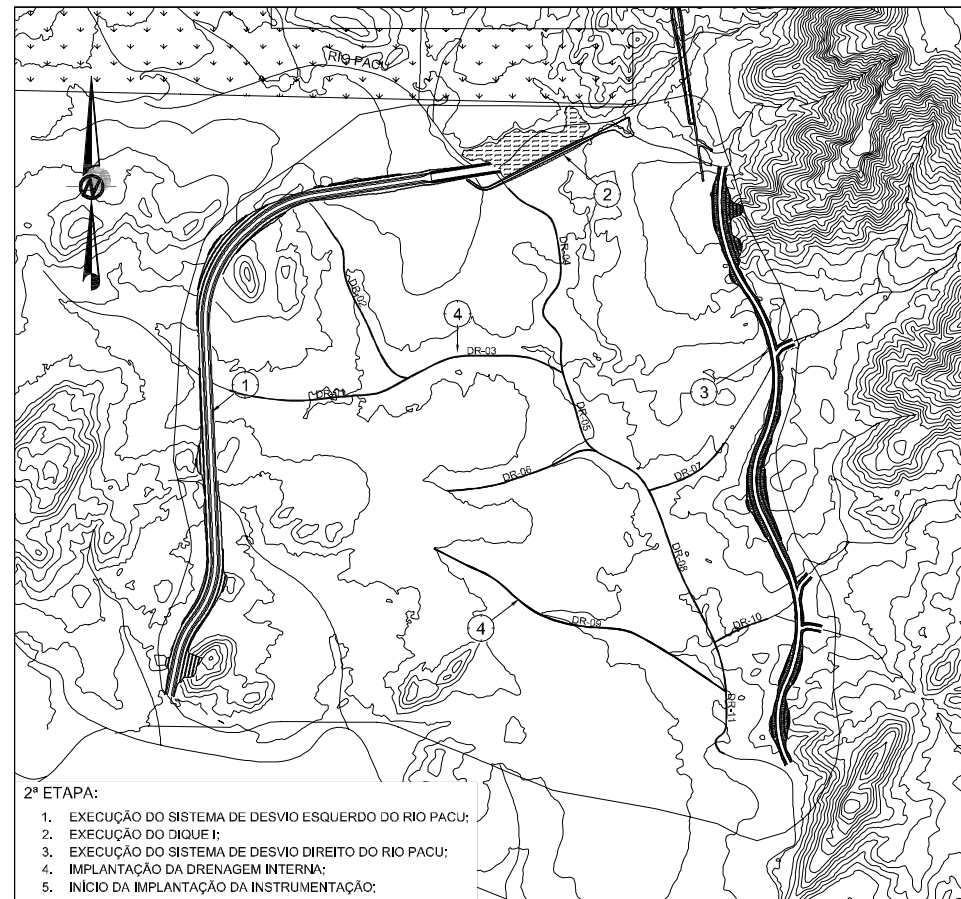 RIO PACU
N
2
DR-04
DR-02
4
DR-03
1
DR-01
3
DR-05
DR-07
DR-06
DR-08
DR-10
4
DR-09
DR-11
2ª ETAPA:
1. EXECUÇÃO DO SISTEMA DE DESVIO ESQUERDO DO RIO PACU;
2. EXECUÇÃO DO DIQUE I;
3. EXECUÇÃO DO SISTEMA DE DESVIO DIREITO DO RIO PACU;
4. IMPLANTAÇÃO DA DRENAGEM INTERNA;
5. INÍCIO DA IMPLANTAÇÃO DA INSTRUMENTAÇÃO;